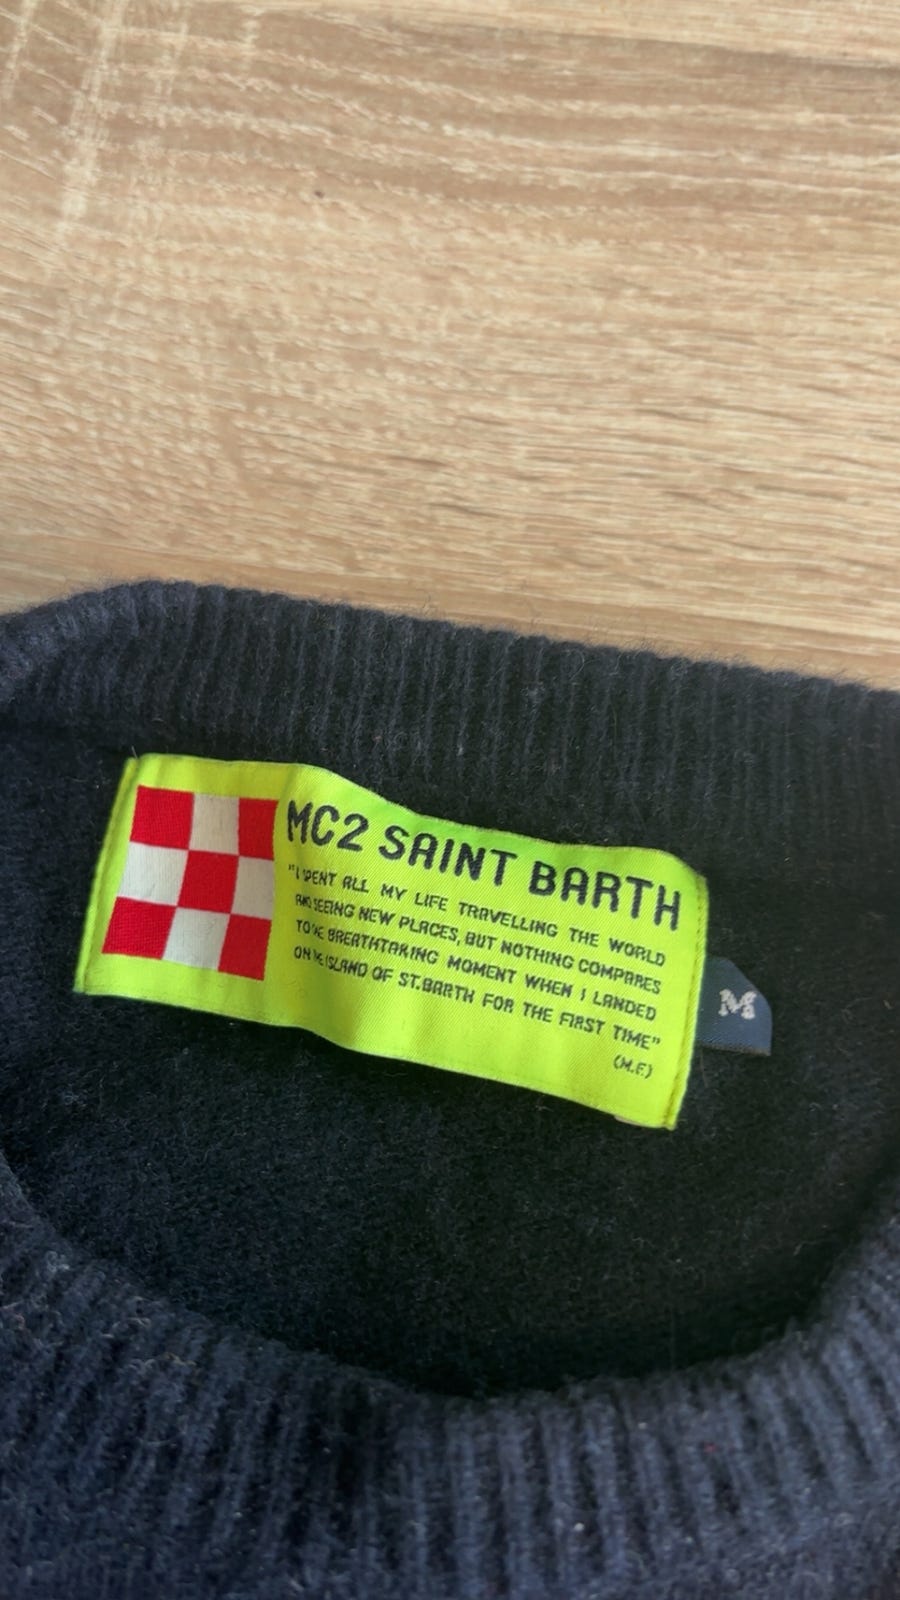 MC2 SAINT BARTH
"I SPENT ALL MY LIFE TRAVELLING THE WORLD
AND SEEING NEW PLACES, BUT NOTHING COMPARES
TO THE BREATHTAKING MOMENT WHEN I LANDED
ON THE ISLAND OF ST.BARTH FOR THE FIRST TIME"
(M.F.)
M